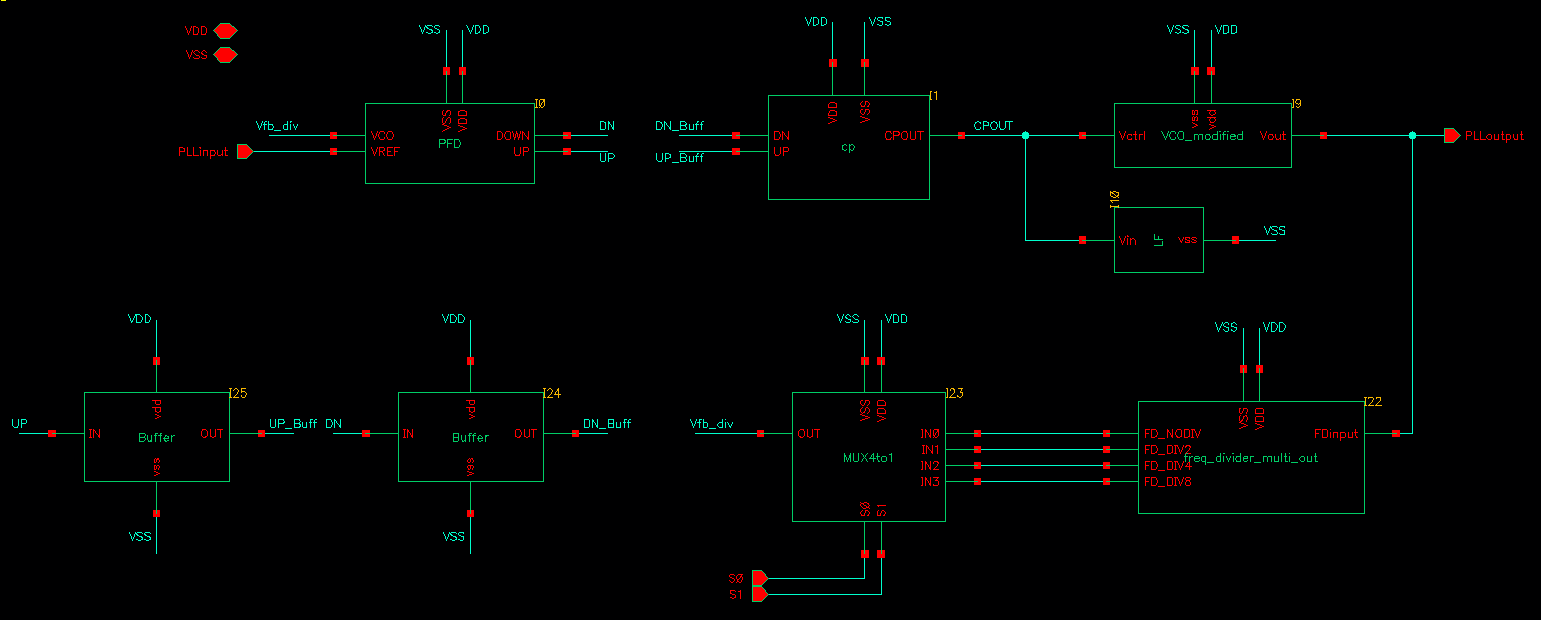 VDD
VSS
VSS VDD
I0
Vfb_div
PLLInput
VCO
VREF
VSS
VDD
PFD
DOWN
UP
DN
UP
VDD VSS
I1
DN_Buff
UP_Buff
DN
UP
VDD
VSS
cp
CPOUT
CPOUT
VSS VDD
I9
Vctrl
vss
vdd
VCO_modified
Vout
PLLoutput
I10
Vin
LF
vss
VSS
VDD
I25
UP
IN
vdd
Buffer
vss
OUT
UP_Buff
VSS
VDD
I24
DN
IN
vdd
Buffer
vss
OUT
DN_Buff
VSS
VSS VDD
I23
Vfb_div
OUT
VSS
VDD
MUX4to1
IN0
IN1
IN2
IN3
S0
S1
S0
S1
VSS VDD
I22
VSS
VDD
FD_NODIV
FD_DIV2
FD_DIV4
FD_DIV8
freq_divider_multi_out
FDinput